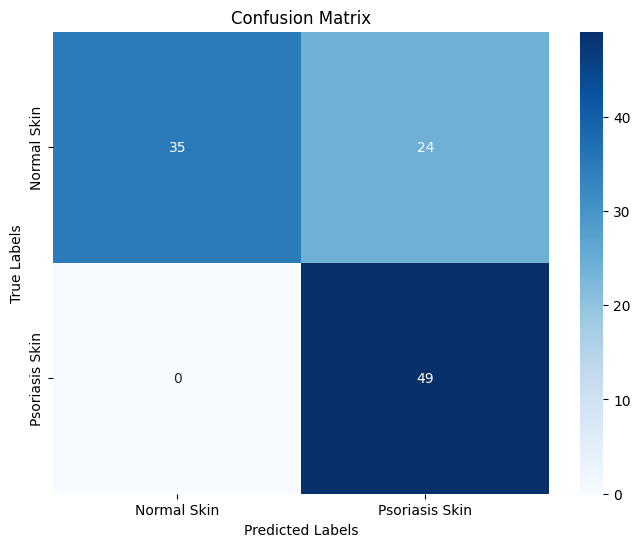 Confusion Matrix
True Labels
Normal Skin
Psoriasis Skin
35
24
0
49
Normal Skin
Psoriasis Skin
Predicted Labels
40
30
20
10
0